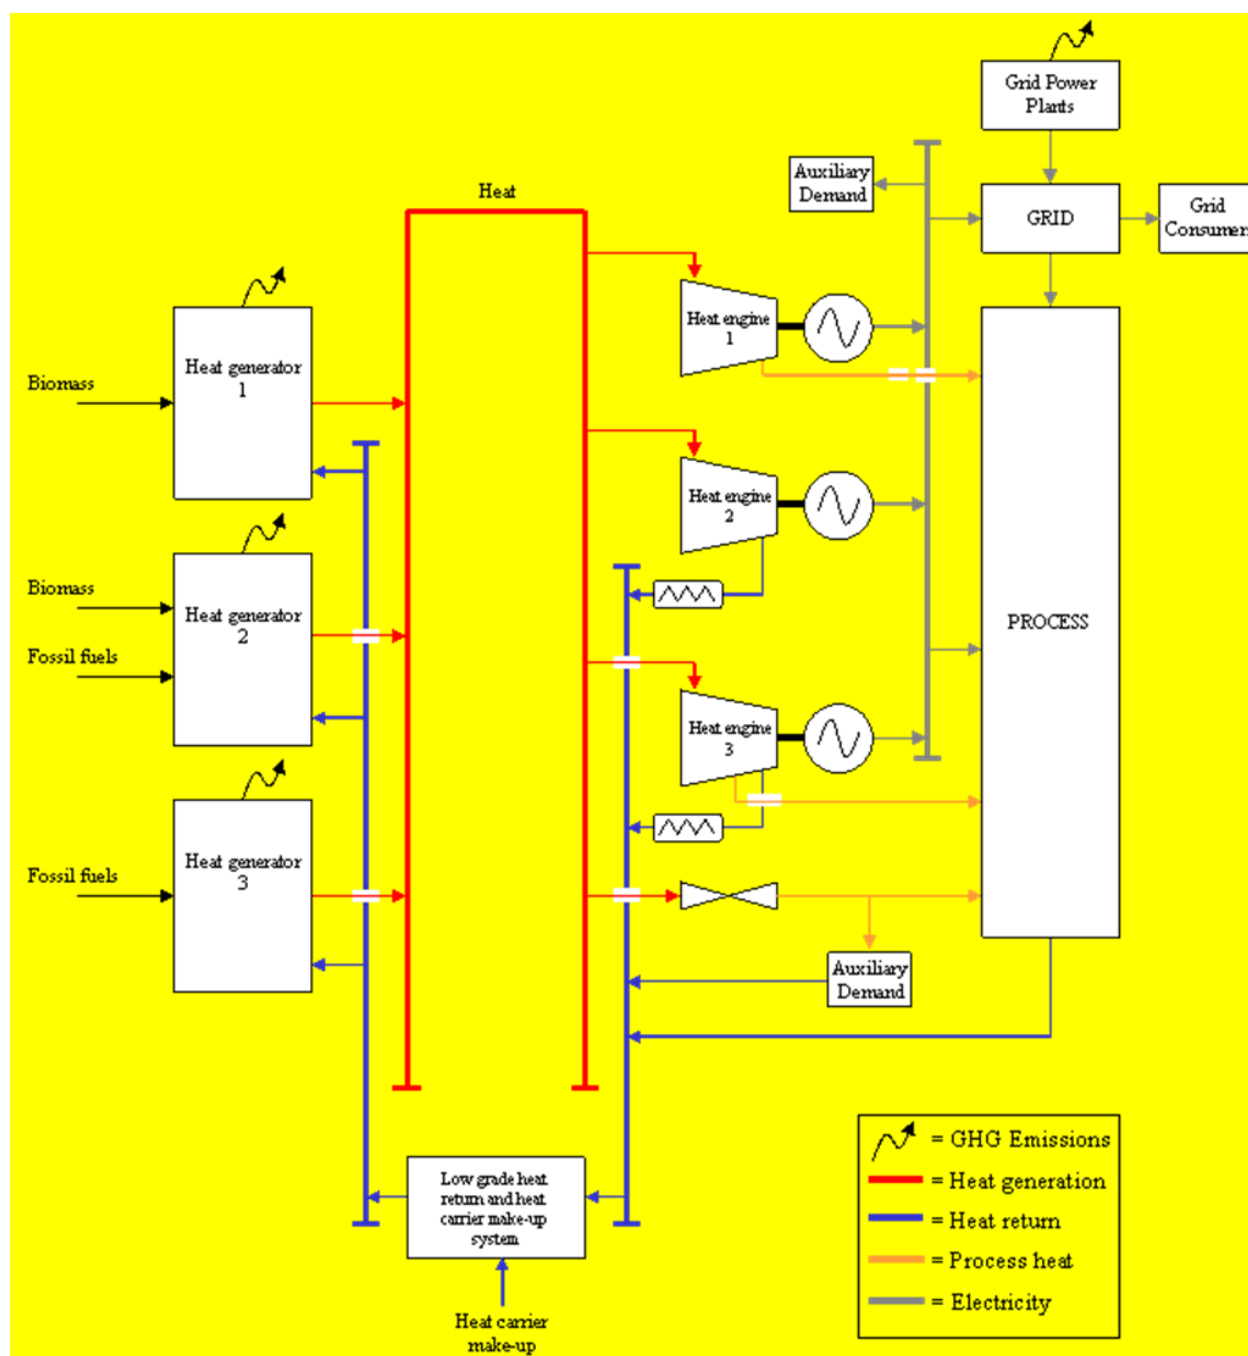 Grid Power
Plants
Auxiliary
Demand
Heat
GRID
Grid
Consumer
Heat engine
1
Heat generator
1
Biomass
Heat engine
2
Biomass
Heat generator
2
Fossil fuels
PROCESS
Heat engine
3
Heat generator
3
Fossil fuels
Auxiliary
Demand
Low grade heat
return and heat
carrier make-up
system
Heat carrier
make-up
= GHG Emissions
= Heat generation
= Heat return
= Process heat
= Electricity